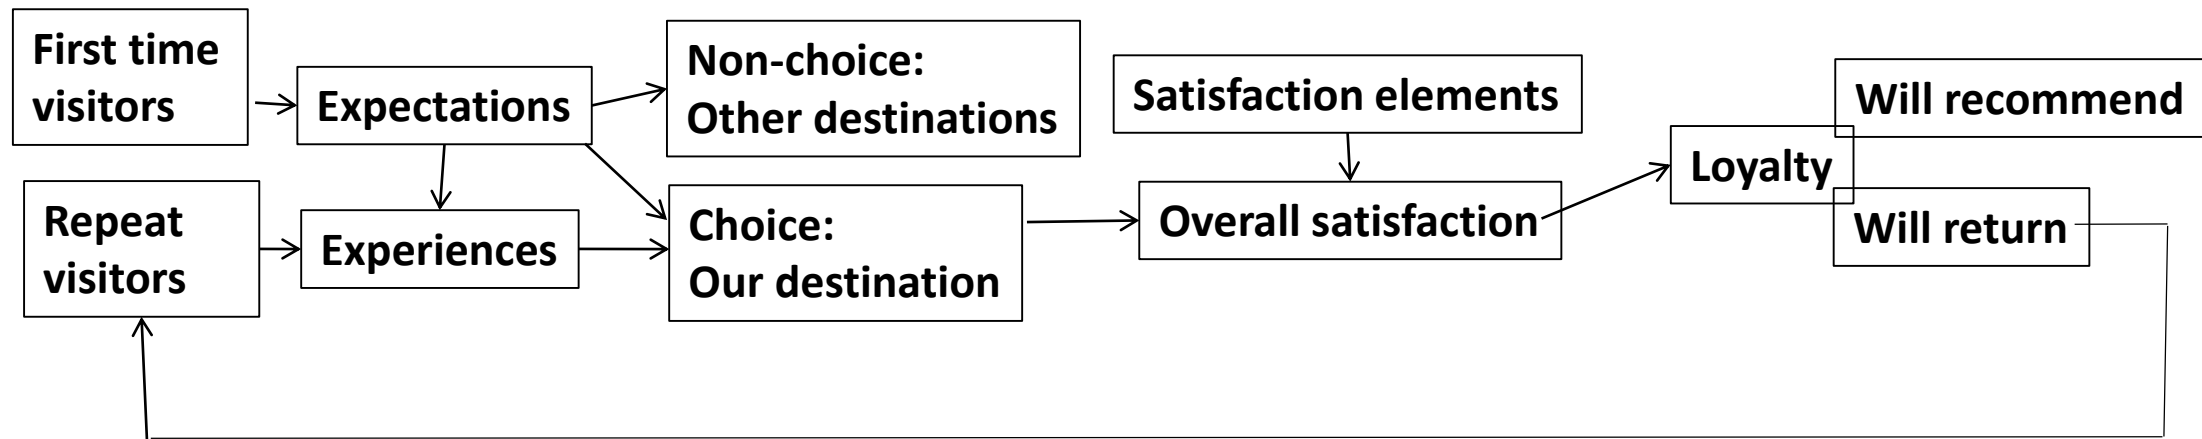 First time
visitors
Expectations
Non-choice:
Other destinations
Satisfaction elements
Will recommend
Loyalty
Repeat
visitors
Experiences
Choice:
Our destination
Overall satisfaction
Will return